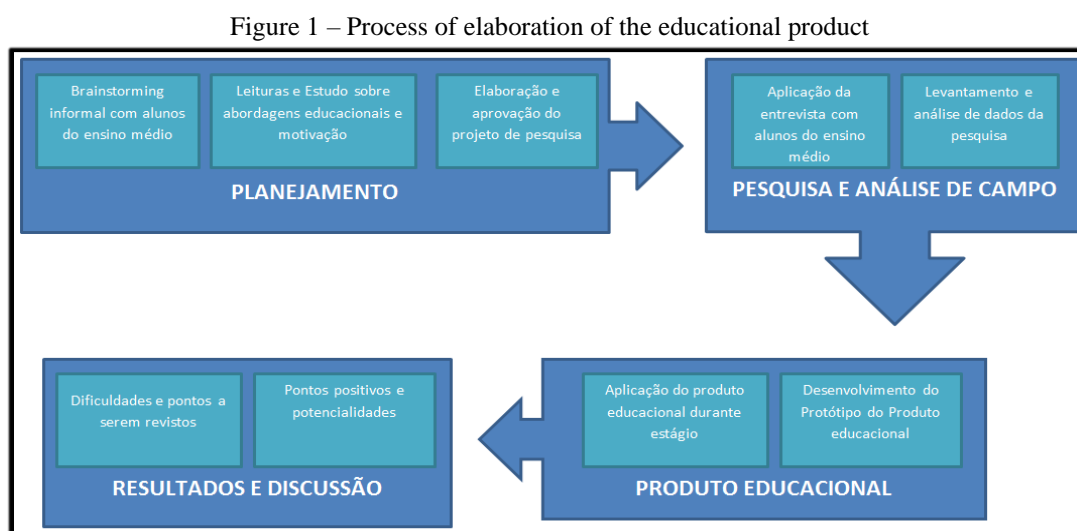 Figure 1 – Process of elaboration of the educational product
Brainstorming
informal com alunos
do ensino médio
Leituras e Estudo sobre
abordagens educacionais e
motivação
Elaboração e
aprovação do
projeto de pesquisa
PLANEJAMENTO
Aplicação da
entrevista com
alunos do ensino
médio
Levantamento e
análise de dados da
pesquisa
PESQUISA E ANÁLISE DE CAMPO
Dificuldades e pontos a
serem revistos
Pontos positivos e
potencialidades
RESULTADOS E DISCUSSÃO
Aplicação do produto
educacional durante
estágio
Desenvolvimento do
Protótipo do Produto
educacional
PRODUTO EDUCACIONAL